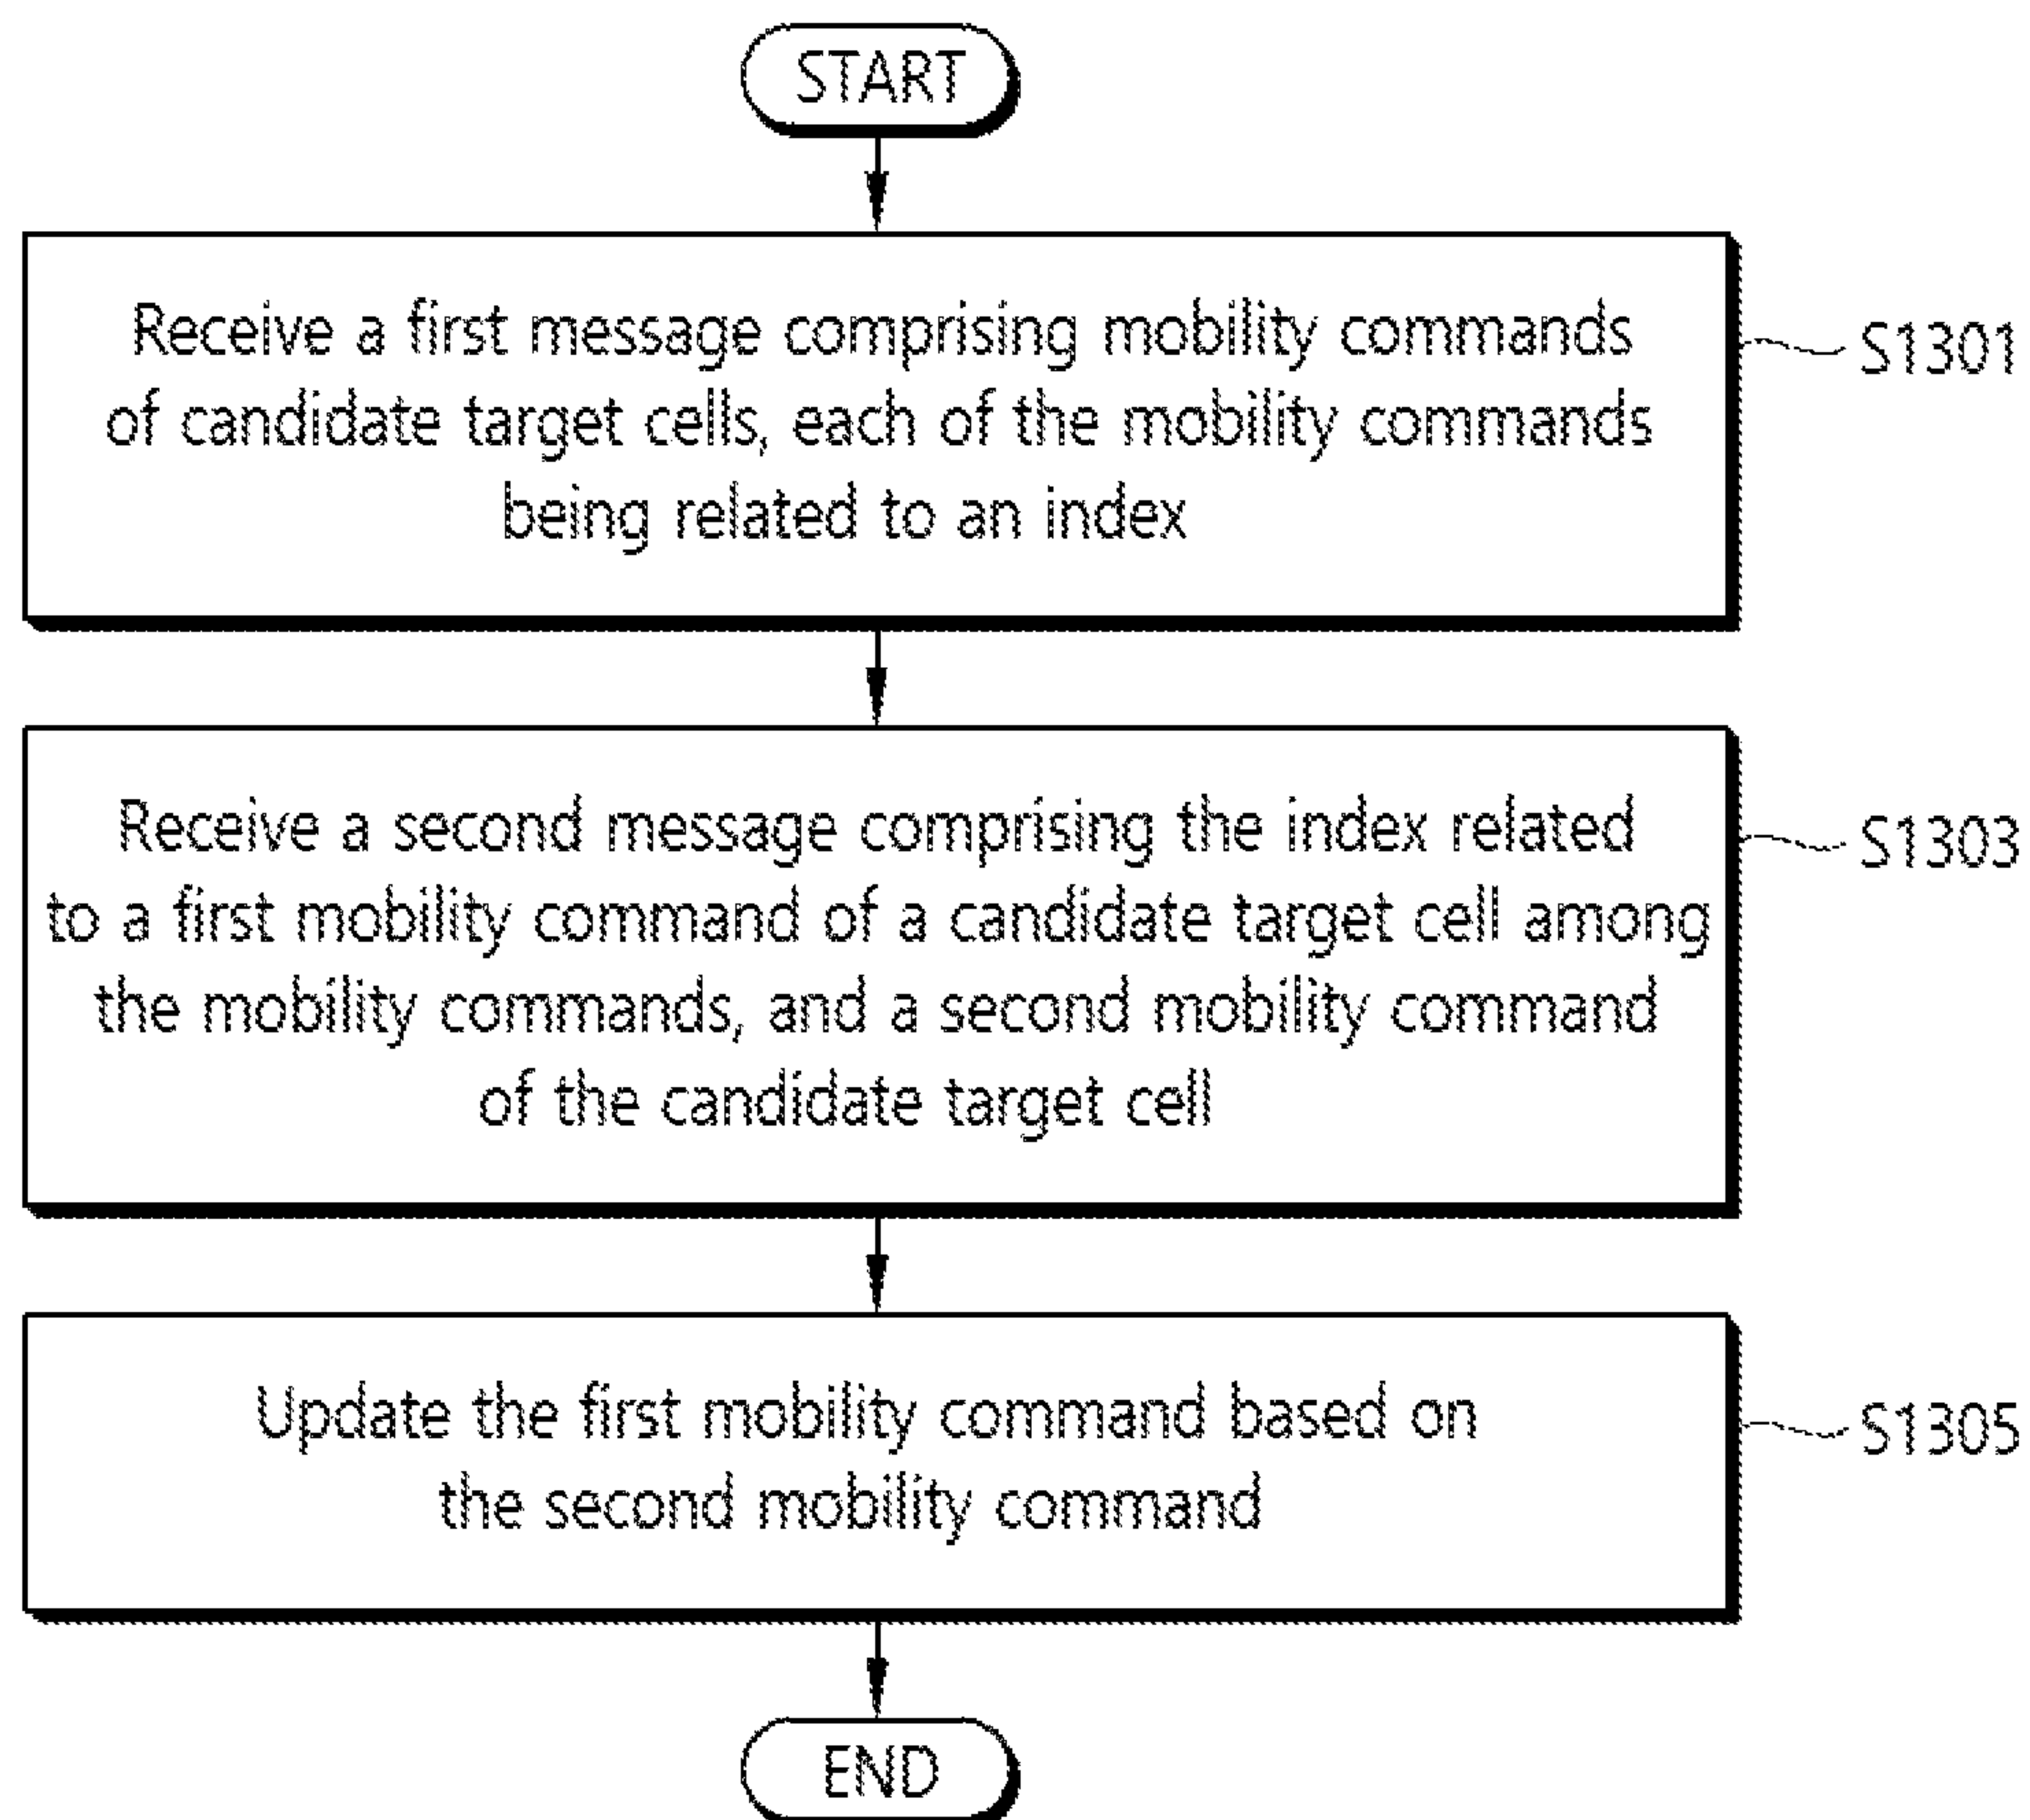 START
Receive a first message comprising mobility commands
of candidate target cells, each of the mobility commands
being related to an index
S1301
Receive a second message comprising the index related
to a first mobility command of a candidate target cell among
the mobility commands, and a second mobility command
of the candidate target cell
S1303
Update the first mobility command based on
the second mobility command
S1305
END